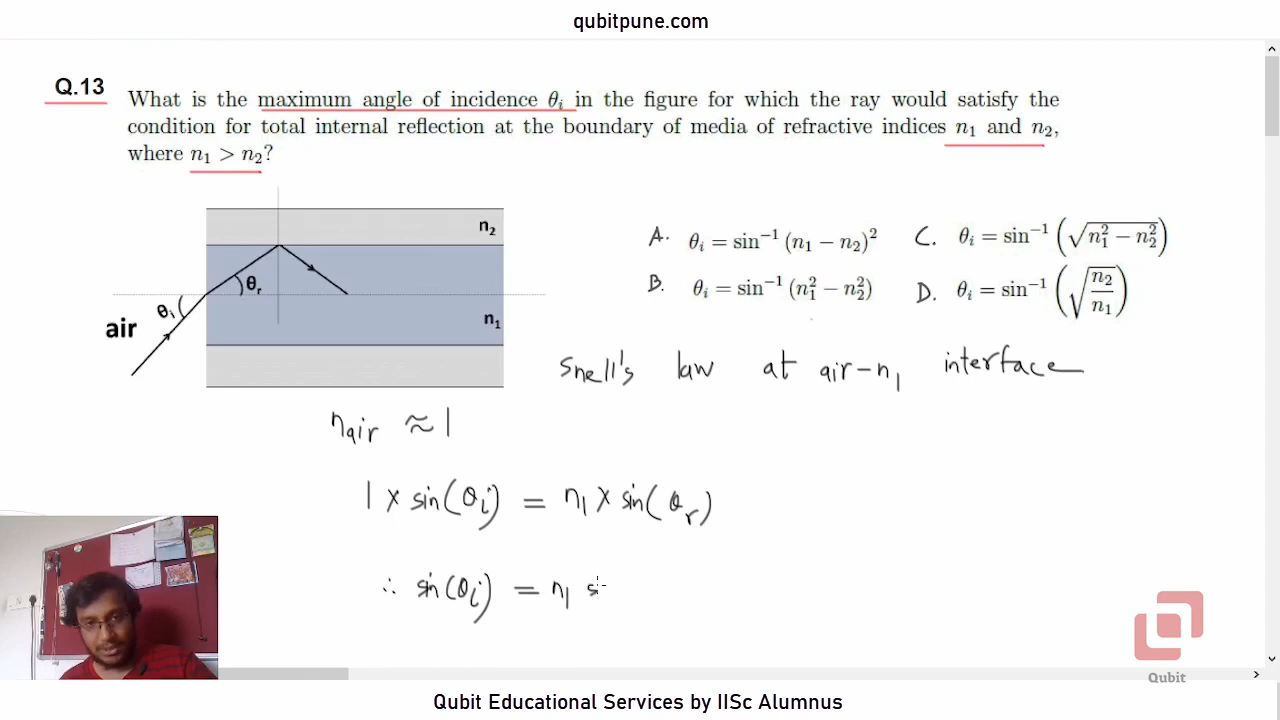 qubitpune.com
Q.13
What is the maximum angle of incidence θi in the figure for which the ray would satisfy the
condition for total internal reflection at the boundary of media of refractive indices n1 and n2,
where n1 > n2?
n2
θr
θi
air
n1
A. θi = sin⁻¹ (n1 − n2)²
C. θi = sin⁻¹ (√(n1² − n2²))
B. θi = sin⁻¹ (n1² − n2²)
D. θi = sin⁻¹ (√(n2/n1))
Snell's law at air-n1 interface
nair ≈ 1
1 × sin(θi) = n1 × sin(θr)
∴ sin(θi) = n1 si
Qubit
Qubit Educational Services by IISc Alumnus